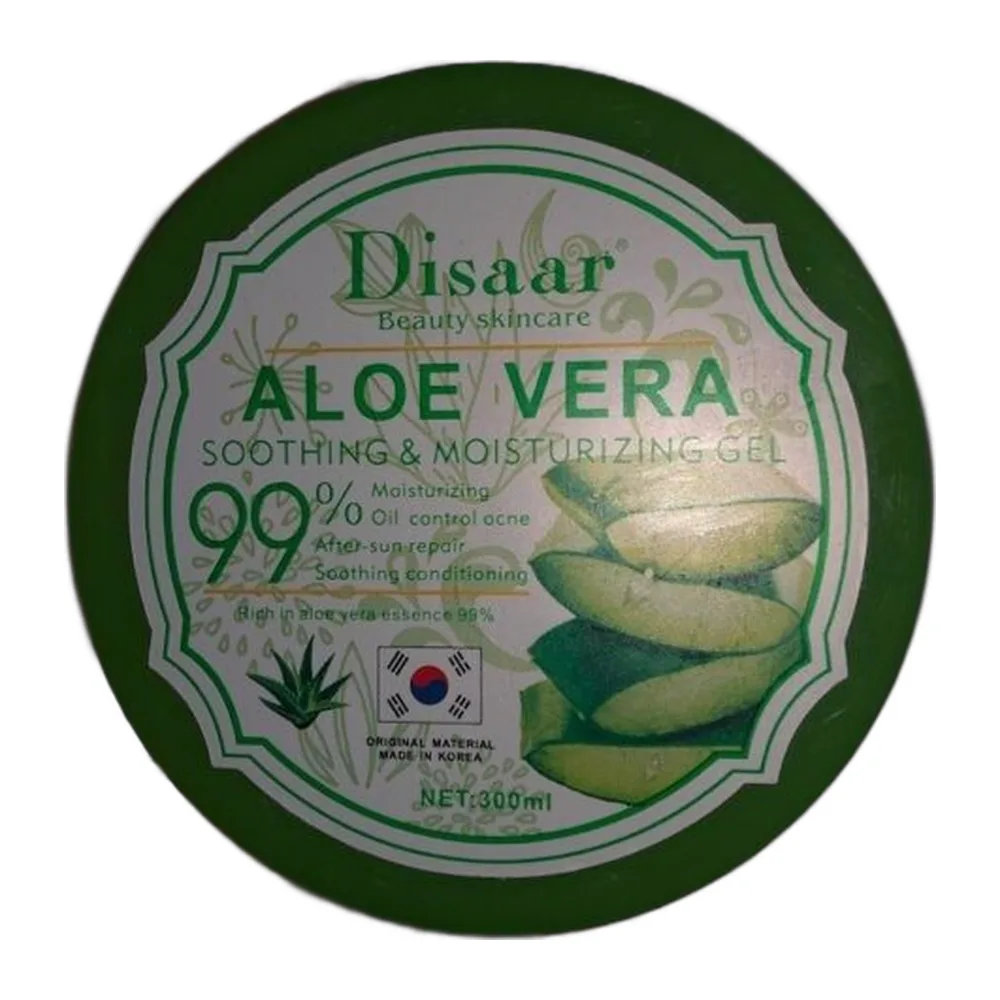 Disaar®
Beauty skincare
ALOE VERA
SOOTHING & MOISTURIZING GEL
99% Moisturizing
Oil control acne
After-sun repair
Soothing conditioning
Rich in aloe vera essence 99%
ORIGINAL MATERIAL
MADE IN KOREA
NET:300ml